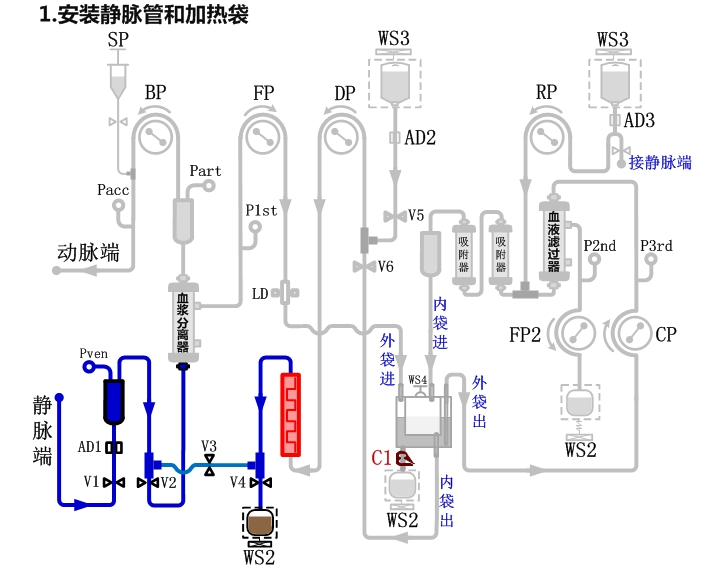 1.安装静脉管和加热袋
SP
BP
FP
DP
WS3
RP
WS3
AD2
AD3
接静脉端
Part
Pacc
P1st
V5
动脉端
V6
LD
血浆分离器
吸附器
吸附器
血液滤过器
P2nd
P3rd
内袋进
外袋进
FP2
CP
Pven
WS4
外袋出
静脉端
AD1
V1
V2
V3
V4
C1
WS2
内袋出
WS2
WS2